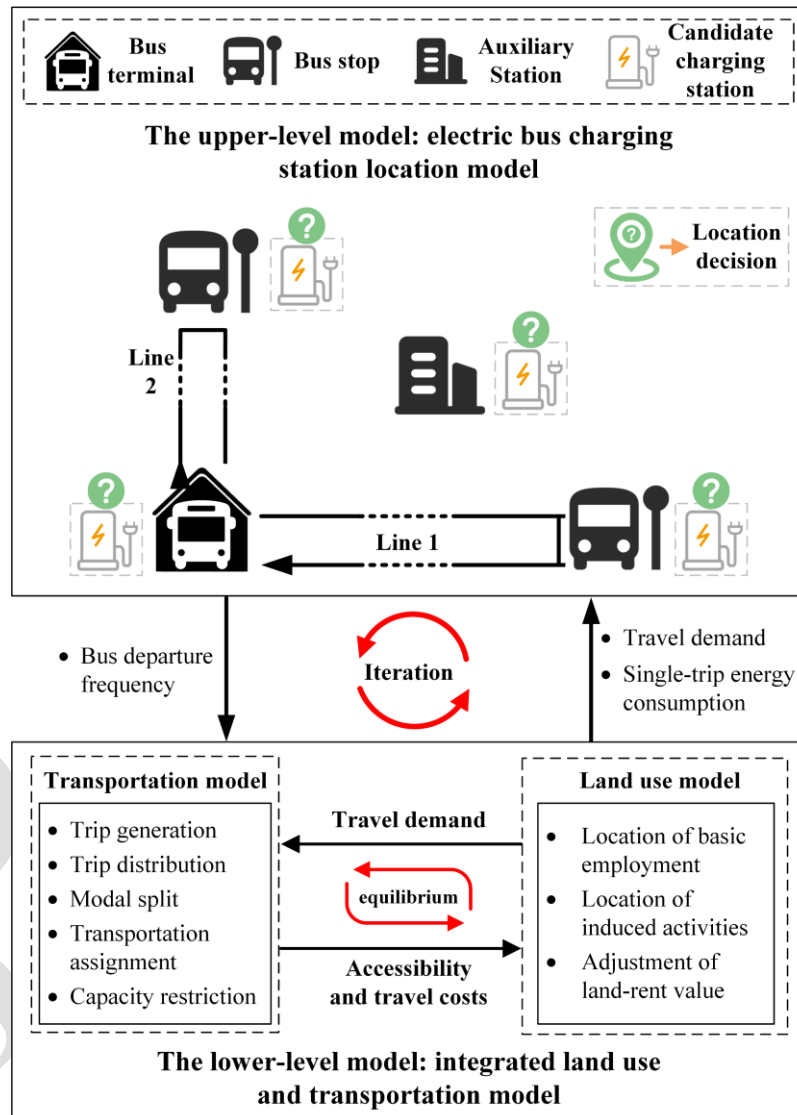 Bus
terminal
Bus stop
Auxiliary
Station
Candidate
charging
station
The upper-level model: electric bus charging
station location model
?
?
Location
decision
?
Line
2
?
?
Line 1
?
• Bus departure
frequency
Iteration
• Travel demand
• Single-trip energy
consumption
Transportation model
• Trip generation
• Trip distribution
• Modal split
• Transportation
assignment
• Capacity restriction
Travel demand
equilibrium
Accessibility
and travel costs
Land use model
• Location of basic
employment
• Location of
induced activities
• Adjustment of
land-rent value
The lower-level model: integrated land use
and transportation model